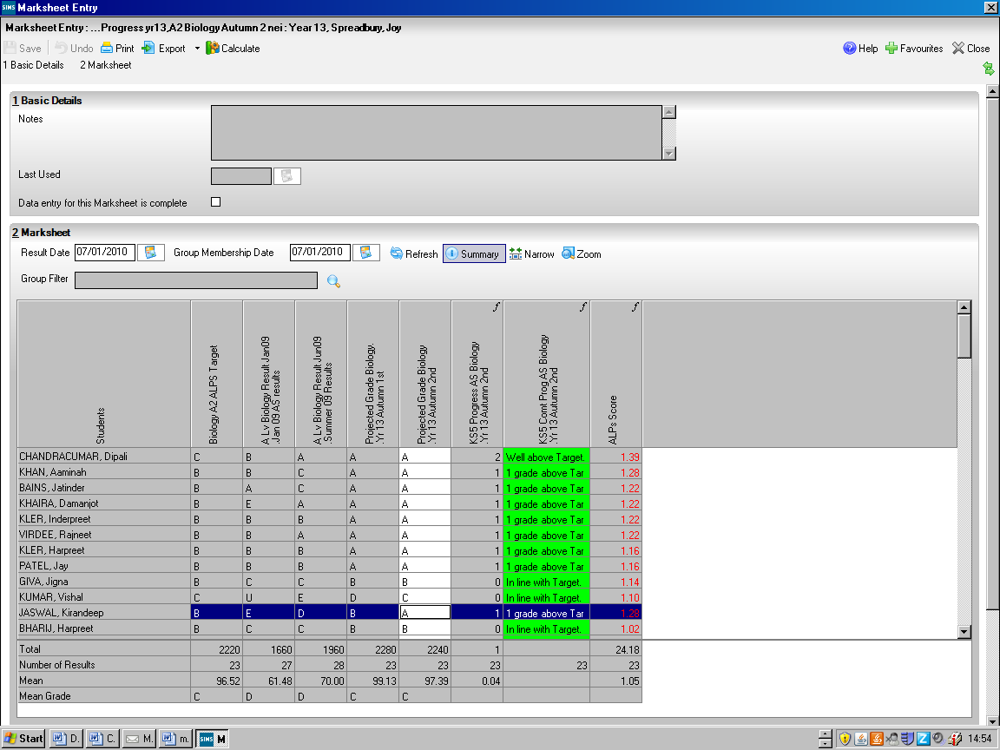 SIMS Marksheet Entry
Marksheet Entry : ...Progress yr13,A2 Biology Autumn 2 nei : Year 13, Spreadbury, Joy
Save Undo Print Export Calculate Help Favourites Close
1 Basic Details 2 Marksheet
1 Basic Details
Notes
Last Used
Data entry for this Marksheet is complete
2 Marksheet
Result Date 07/01/2010 Group Membership Date 07/01/2010 Refresh Summary Narrow Zoom
Group Filter
f f f
Students
Biology A2 ALPS Target
A Lv Biology Result Jan09
.Jan 09 AS results
A Lv Biology Result Jun09
.Summer 09 Results
Projected Grade Biology.
.Yr 13 Autumn 1st
Projected Grade Biology
.Yr 13 Autumn 2nd
KS5 Progress AS Biology
.Yr 13 Autumn 2nd
KS5 Comt Prog AS Biology
.Yr 13 Autumn 2nd
ALPs Score
CHANDRACUMAR, Dipali C B A A A 2 Well above Target. 1.39
KHAN, Aaminah B B C A A 1 1 grade above Tar 1.28
BAINS, Jatinder B A C A A 1 1 grade above Tar 1.22
KHAIRA, Damanjot B E A A A 1 1 grade above Tar 1.22
KLER, Inderpreet B B B A A 1 1 grade above Tar 1.22
VIRDEE, Rajneet B B A A A 1 1 grade above Tar 1.22
KLER, Harpreet B B B A A 1 1 grade above Tar 1.16
PATEL, Jay B B B A A 1 1 grade above Tar 1.16
GIVA, Jigna B C C B B 0 In line with Target. 1.14
KUMAR, Vishal C U E D C 0 In line with Target. 1.10
JASWAL, Kirandeep B E D B A 1 1 grade above Tar 1.28
BHARIJ, Harpreet B C C B B 0 In line with Target. 1.02
Total 2220 1660 1960 2280 2240 1 24.18
Number of Results 23 27 28 23 23 23 23 23
Mean 96.52 61.48 70.00 99.13 97.39 0.04 1.05
Mean Grade C D D C C
Start D. C. M. m. SIMS M 14:54